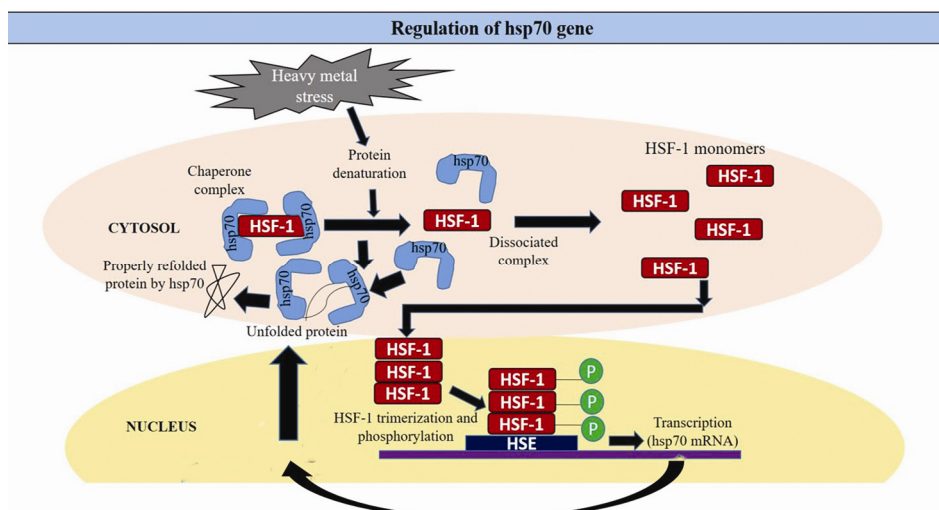 Regulation of hsp70 gene
Heavy metal
stress
Protein
denaturation
hsp70
HSF-1 monomers
HSF-1
HSF-1
HSF-1
HSF-1
Chaperone
complex
hsp70
HSF-1
hsp70
HSF-1
CYTOSOL
Dissociated
complex
hsp70
Properly refolded
protein by hsp70
hsp70
hsp70
Unfolded protein
HSF-1
HSF-1
HSF-1
HSF-1
P
HSF-1
P
HSF-1
P
HSE
NUCLEUS
HSF-1 trimerization and
phosphorylation
Transcription
(hsp70 mRNA)